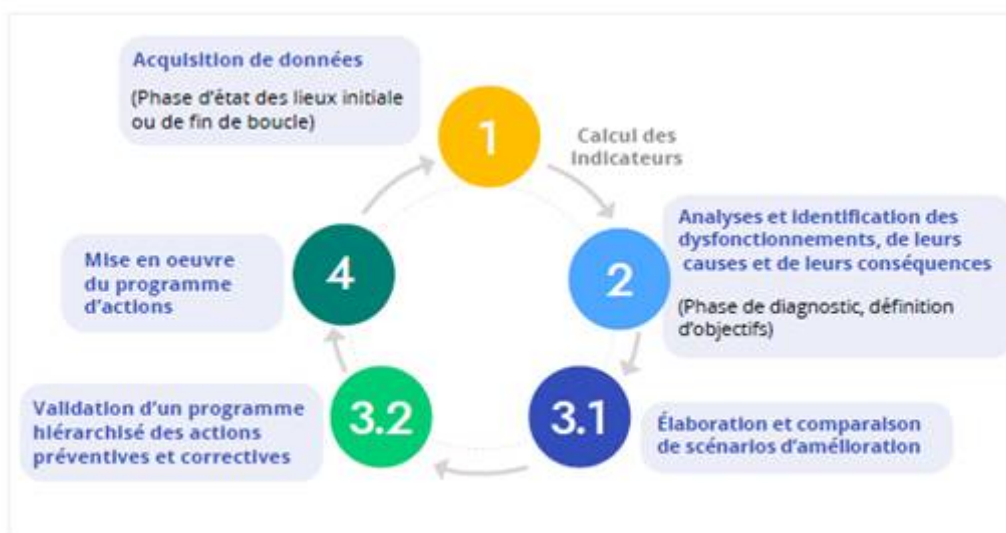 Acquisition de données
(Phase d'état des lieux initiale
ou de fin de boucle)
1
Calcul des
Indicateurs
2
Analyses et identification des
dysfonctionnements, de leurs
causes et de leurs conséquences
(Phase de diagnostic, définition
d'objectifs)
3.1
Élaboration et comparaison
de scénarios d'amélioration
3.2
Validation d'un programme
hiérarchisé des actions
préventives et correctives
4
Mise en oeuvre
du programme
d'actions